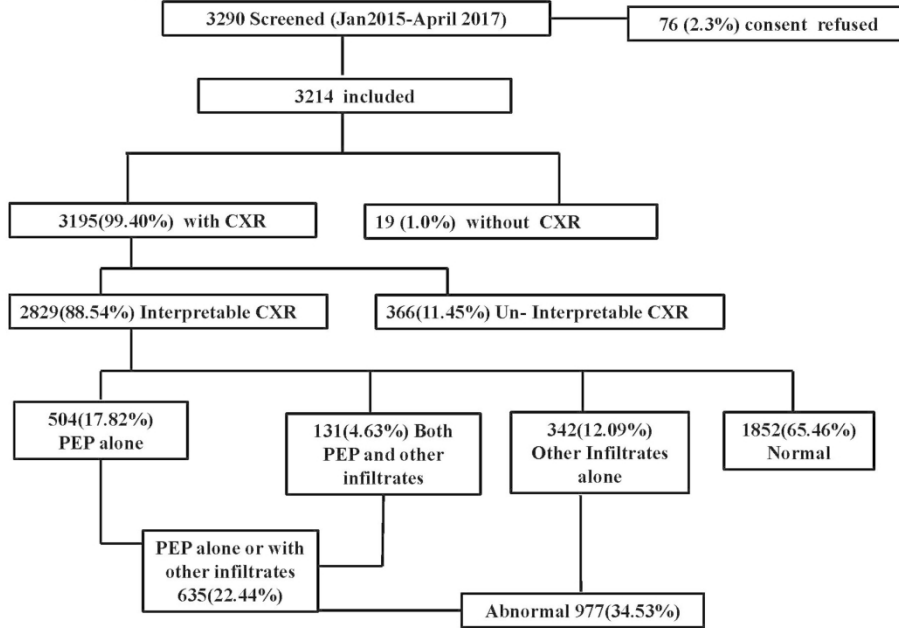 3290 Screened (Jan2015-April 2017)
76 (2.3%) consent refused
3214 included
3195(99.40%) with CXR
19 (1.0%) without CXR
2829(88.54%) Interpretable CXR
366(11.45%) Un- Interpretable CXR
504(17.82%)
PEP alone
131(4.63%) Both
PEP and other
infiltrates
342(12.09%)
Other Infiltrates
alone
1852(65.46%)
Normal
PEP alone or with
other infiltrates
635(22.44%)
Abnormal 977(34.53%)